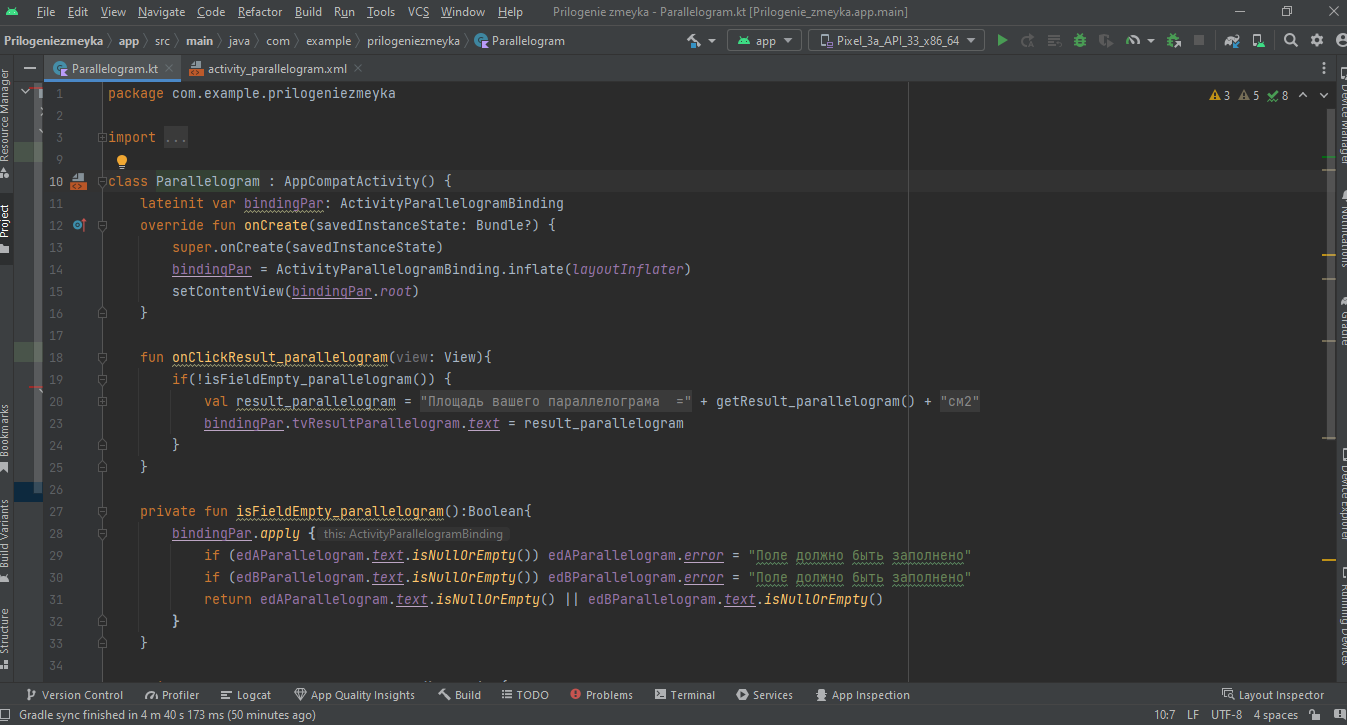 File Edit View Navigate Code Refactor Build Run Tools VCS Window Help Prilogenie zmeyka - Parallelogram.kt [Prilogenie_zmeyka.app.main]
Prilogeniezmeyka app src main java com example prilogeniezmeyka Parallelogram app Pixel_3a_API_33_x86_64
Parallelogram.kt activity_parallelogram.xml
Resource Manager
Project
Bookmarks
Build Variants
Structure
1 package com.example.prilogeniezmeyka 3 5 8
2
3 import ...
9
10 class Parallelogram : AppCompatActivity() {
11 lateinit var bindingPar: ActivityParallelogramBinding
12 override fun onCreate(savedInstanceState: Bundle?) {
13 super.onCreate(savedInstanceState)
14 bindingPar = ActivityParallelogramBinding.inflate(layoutInflater)
15 setContentView(bindingPar.root)
16 }
17
18 fun onClickResult_parallelogram(view: View){
19 if(!isFieldEmpty_parallelogram()) {
20 val result_parallelogram = "Площадь вашего параллелограма =" + getResult_parallelogram() + "см2"
23 bindingPar.tvResultParallelogram.text = result_parallelogram
24 }
25 }
26
27 private fun isFieldEmpty_parallelogram():Boolean{
28 bindingPar.apply { this: ActivityParallelogramBinding
29 if (edAParallelogram.text.isNullOrEmpty()) edAParallelogram.error = "Поле должно быть заполнено"
30 if (edBParallelogram.text.isNullOrEmpty()) edBParallelogram.error = "Поле должно быть заполнено"
31 return edAParallelogram.text.isNullOrEmpty() || edBParallelogram.text.isNullOrEmpty()
32 }
33 }
34
Device Manager
Notifications
Gradle
Device Explorer
Running Devices
Version Control Profiler Logcat App Quality Insights Build TODO Problems Terminal Services App Inspection Layout Inspector
Gradle sync finished in 4 m 40 s 173 ms (50 minutes ago) 10:7 LF UTF-8 4 spaces